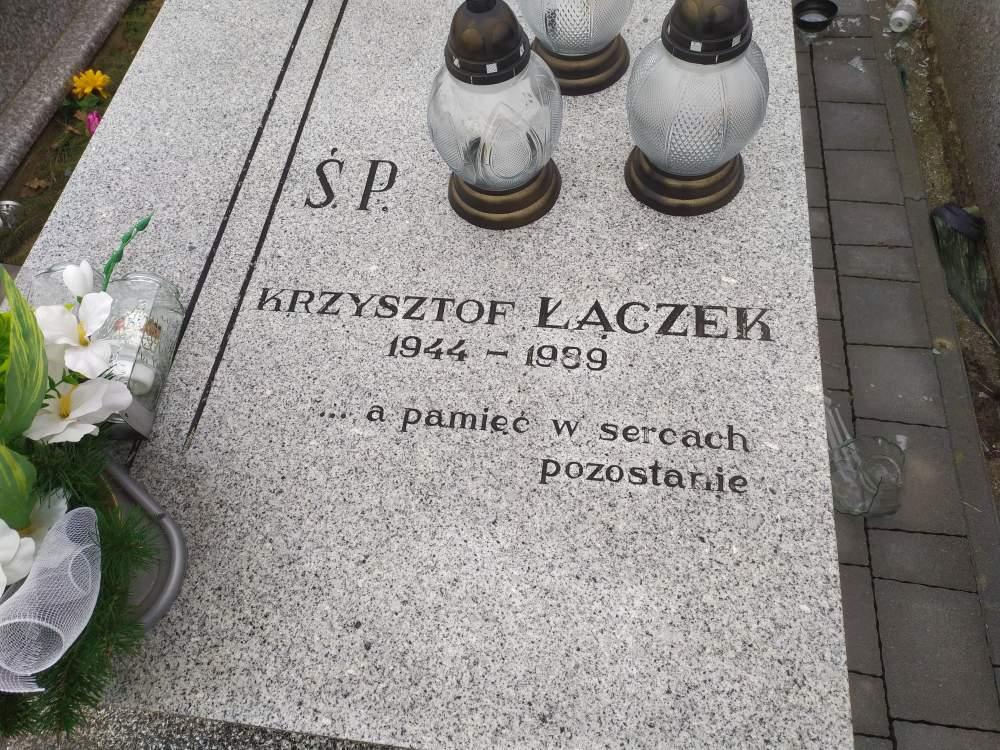 Ś.P.
KRZYSZTOF ŁĄCZEK
1944 - 1989
... a pamięć w sercach
pozostanie